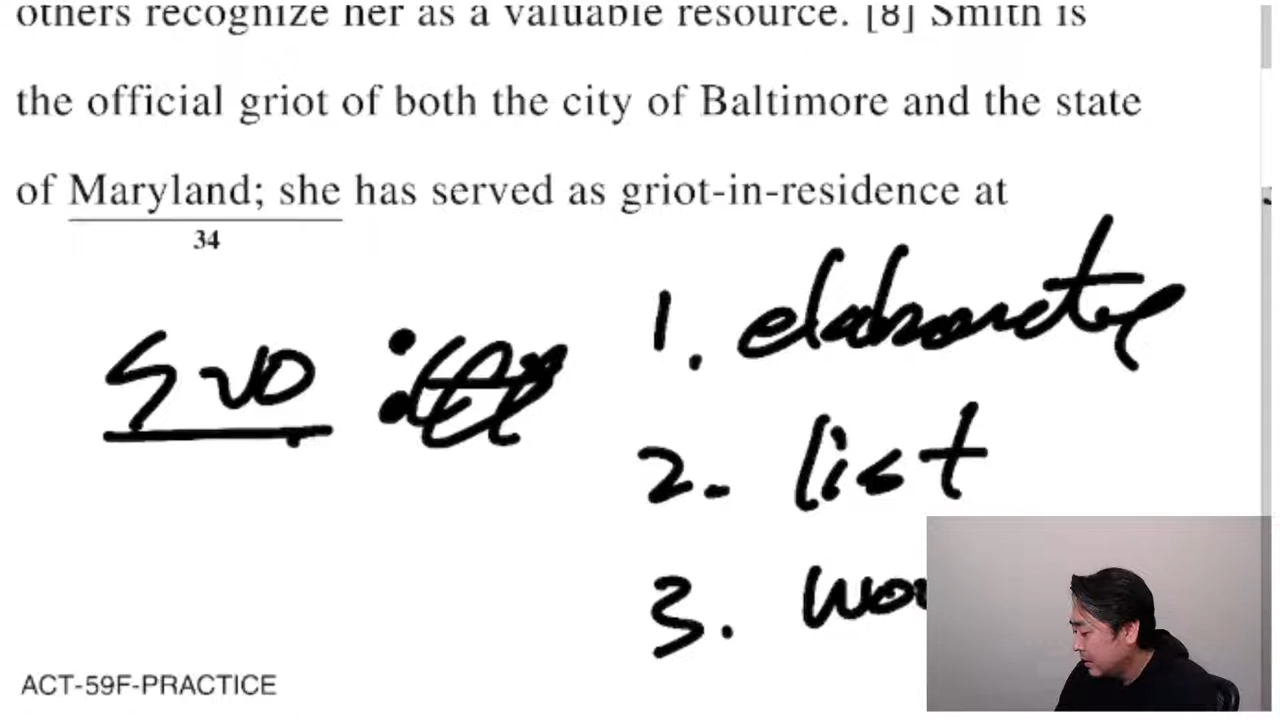 others recognize her as a valuable resource. [8] Smith is
the official griot of both the city of Baltimore and the state
of Maryland; she has served as griot-in-residence at
34
1. elaborate
SVO :
2. list
3.
ACT-59F-PRACTICE